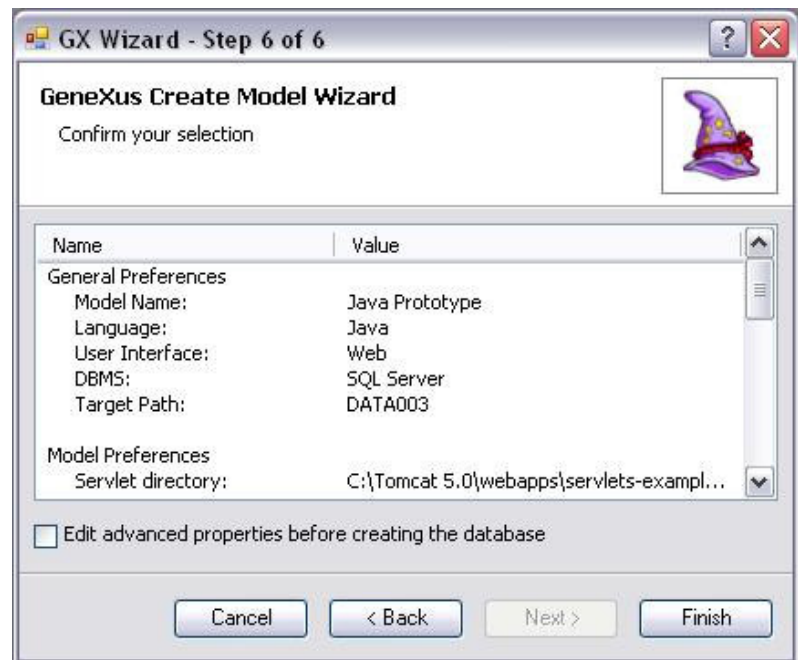 GX Wizard - Step 6 of 6
GeneXus Create Model Wizard
Confirm your selection
Name Value
General Preferences
Model Name: Java Prototype
Language: Java
User Interface: Web
DBMS: SQL Server
Target Path: DATA003
Model Preferences
Servlet directory: C:\Tomcat 5.0\webapps\servlets-exampl...
Edit advanced properties before creating the database
Cancel < Back Next > Finish